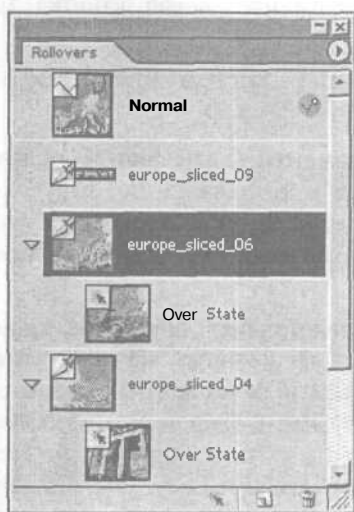 Rollovers
Normal
europe_sliced_09
europe_sliced_06
Over State
europe_sliced_04
Over State